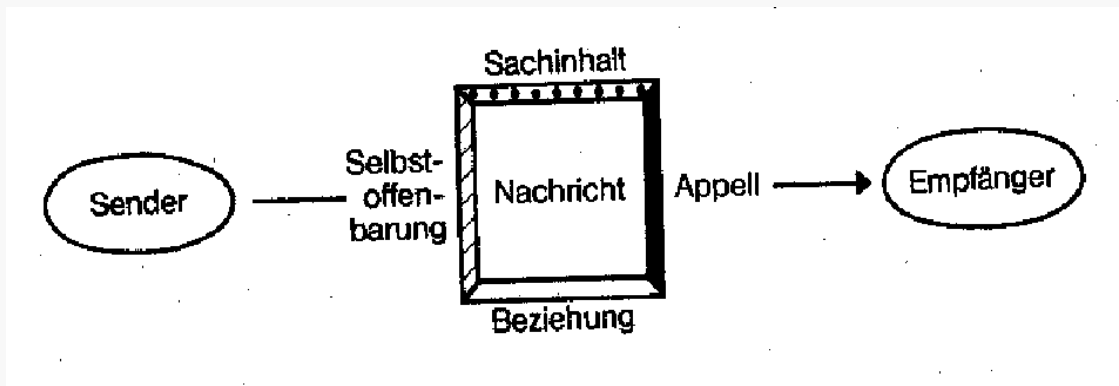 Sachinhalt
Sender
Selbst-
offen-
barung
Nachricht
Appell
Empfänger
Beziehung